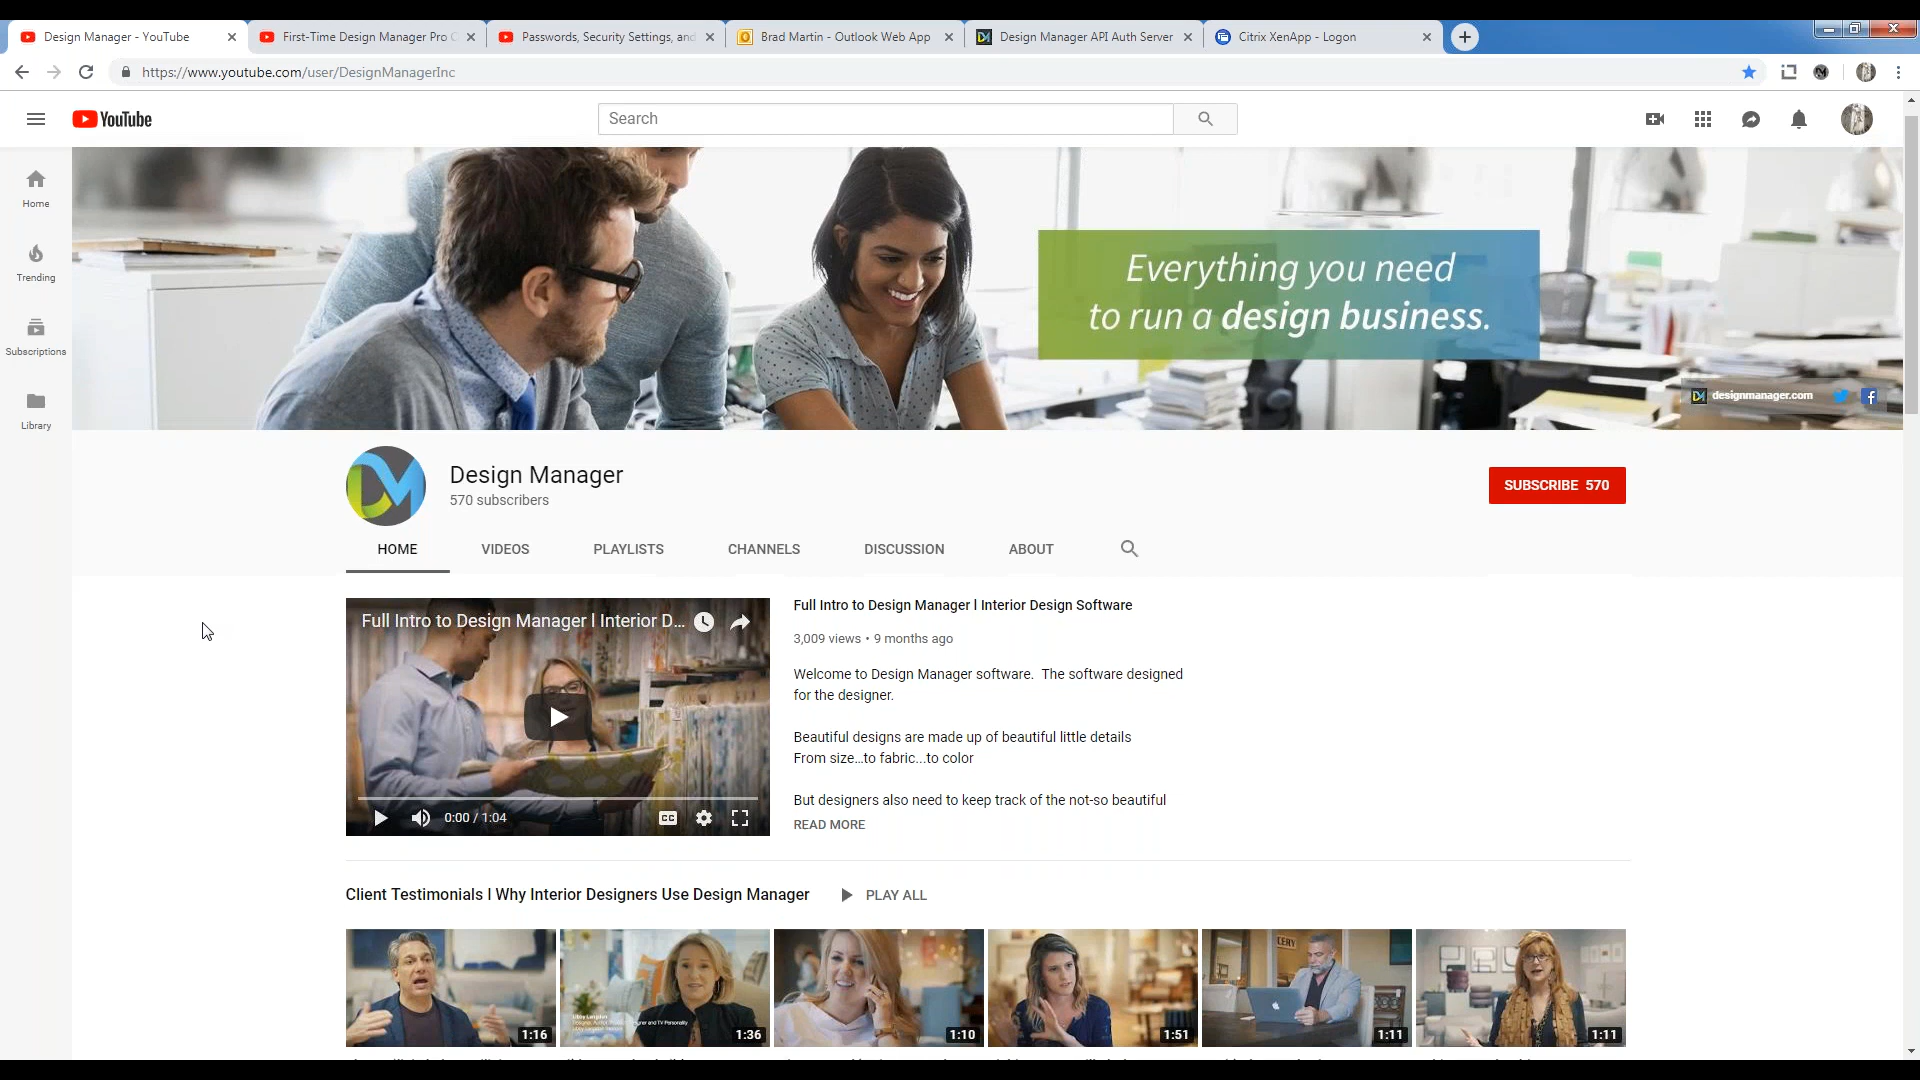 Design Manager - YouTube
First-Time Design Manager Pro C
Passwords, Security Settings, and
Brad Martin - Outlook Web App
Design Manager API Auth Server
Citrix XenApp - Logon
https://www.youtube.com/user/DesignManagerInc
YouTube
Search
Home
Trending
Subscriptions
Library
Everything you need
to run a design business.
designmanager.com
Design Manager
570 subscribers
SUBSCRIBE 570
HOME
VIDEOS
PLAYLISTS
CHANNELS
DISCUSSION
ABOUT
Full Intro to Design Manager l Interior D...
0:00 / 1:04
CC
Full Intro to Design Manager l Interior Design Software
3,009 views • 9 months ago
Welcome to Design Manager software.  The software designed
for the designer.
Beautiful designs are made up of beautiful little details
From size...to fabric...to color
But designers also need to keep track of the not-so beautiful
READ MORE
Client Testimonials l Why Interior Designers Use Design Manager
PLAY ALL
1:16
1:36
1:10
CERY
1:51
1:11
1:11